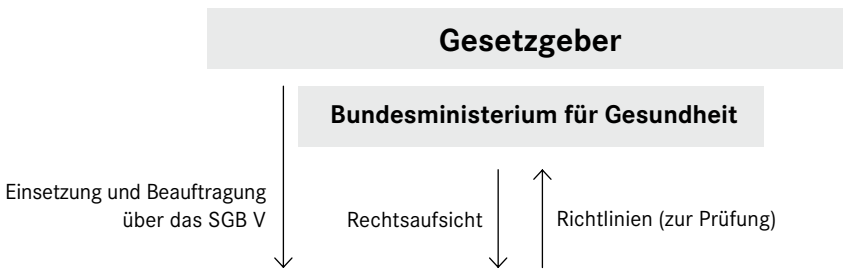 Gesetzgeber
Bundesministerium für Gesundheit
Einsetzung und Beauftragung
über das SGB V
Rechtsaufsicht
Richtlinien (zur Prüfung)